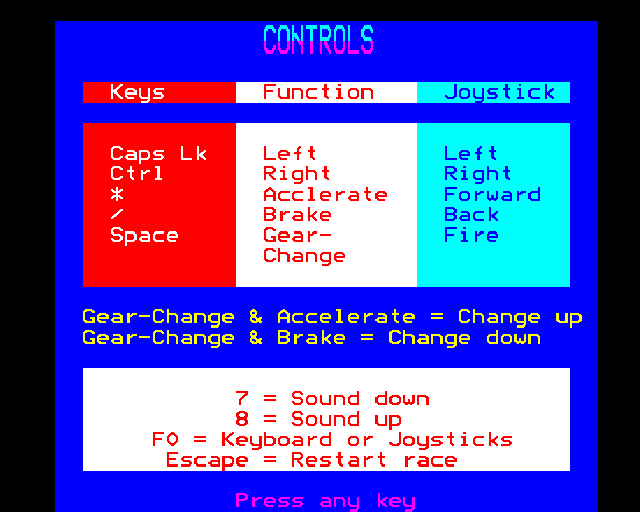 CONTROLS
Keys Function Joystick
Caps Lk Left Left
Ctrl Right Right
* Acclerate Forward
/ Brake Back
Space Gear- Fire
Change
Gear-Change & Accelerate = Change up
Gear-Change & Brake = Change down
7 = Sound down
8 = Sound up
F0 = Keyboard or Joysticks
Escape = Restart race
Press any key